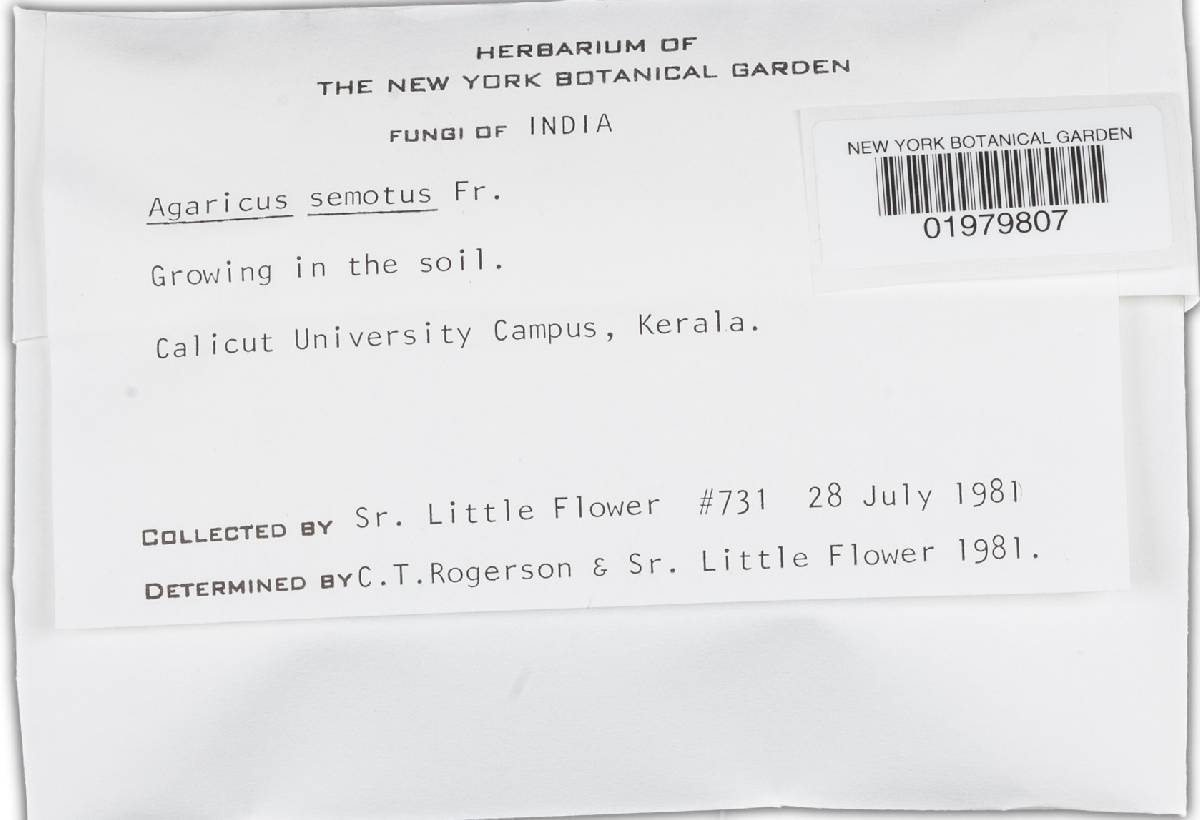 HERBARIUM OF
THE NEW YORK BOTANICAL GARDEN
FUNGI OF INDIA
NEW YORK BOTANICAL GARDEN
01979807
Agaricus semotus Fr.
Growing in the soil.
Calicut University Campus, Kerala.
COLLECTED BY Sr. Little Flower #731 28 July 1981
DETERMINED BY C.T.Rogerson & Sr. Little Flower 1981.